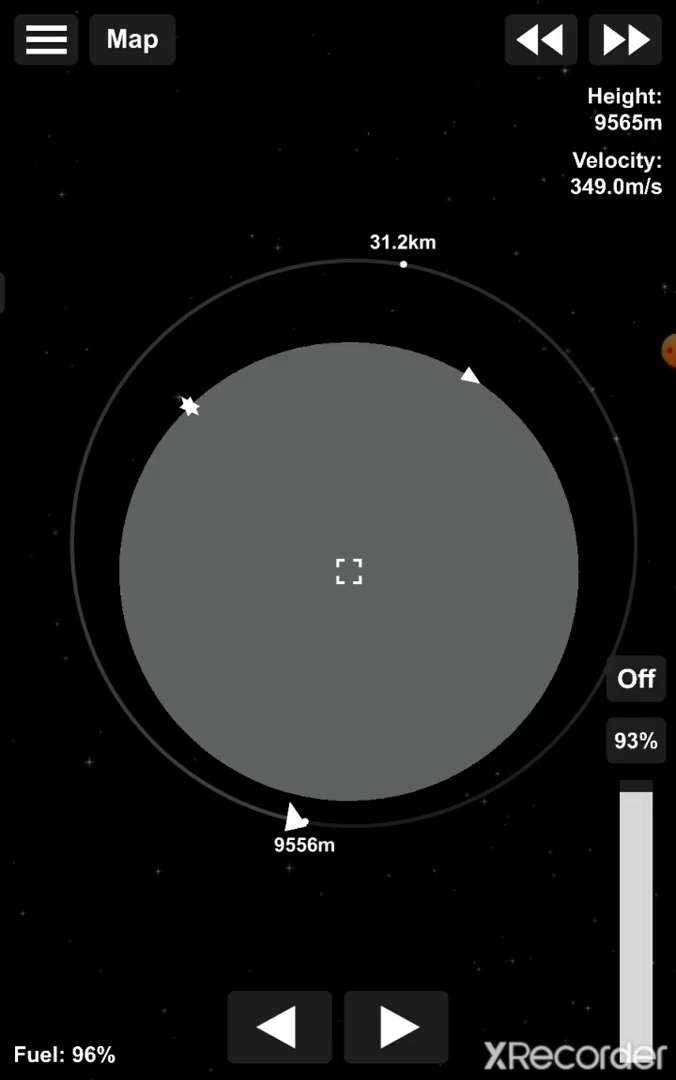 Map
Height:
9565m
Velocity:
349.0m/s
31.2km
Off
93%
9556m
Fuel: 96%
XRecorder